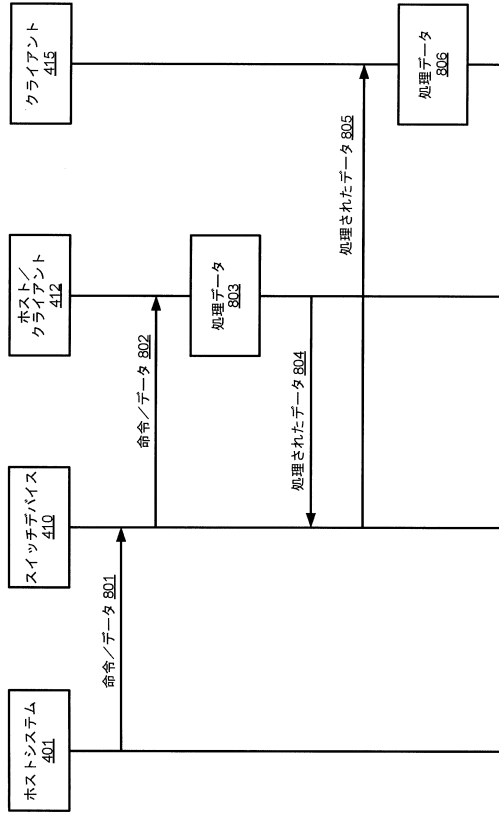 ホストシステム
401
スイッチデバイス
410
ホスト／
クライアント
412
クライアント
415
命令／データ 801
命令／データ 802
処理データ
803
処理されたデータ 804
処理されたデータ 805
処理データ
806